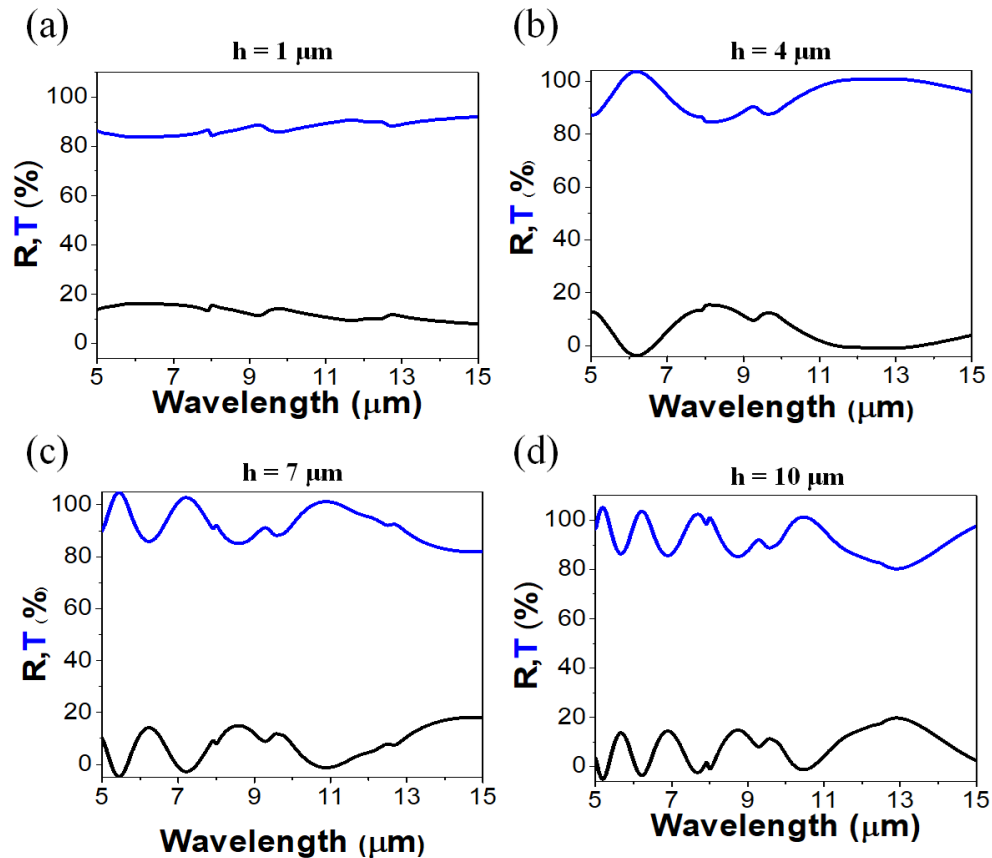 (a)
h = 1 μm
100
80
60
40
20
0
R,T (%)
5 7 9 11 13 15
Wavelength (μm)
(b)
h = 4 μm
100
80
60
40
20
0
R,T (%)
5 7 9 11 13 15
Wavelength (μm)
(c)
h = 7 μm
100
80
60
40
20
0
R,T (%)
5 7 9 11 13 15
Wavelength (μm)
(d)
h = 10 μm
100
80
60
40
20
0
R,T (%)
5 7 9 11 13 15
Wavelength (μm)